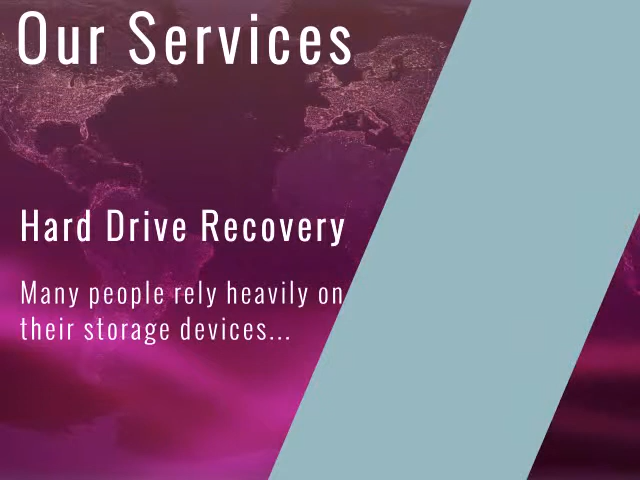 Our Services
Hard Drive Recovery
Many people rely heavily on
their storage devices...